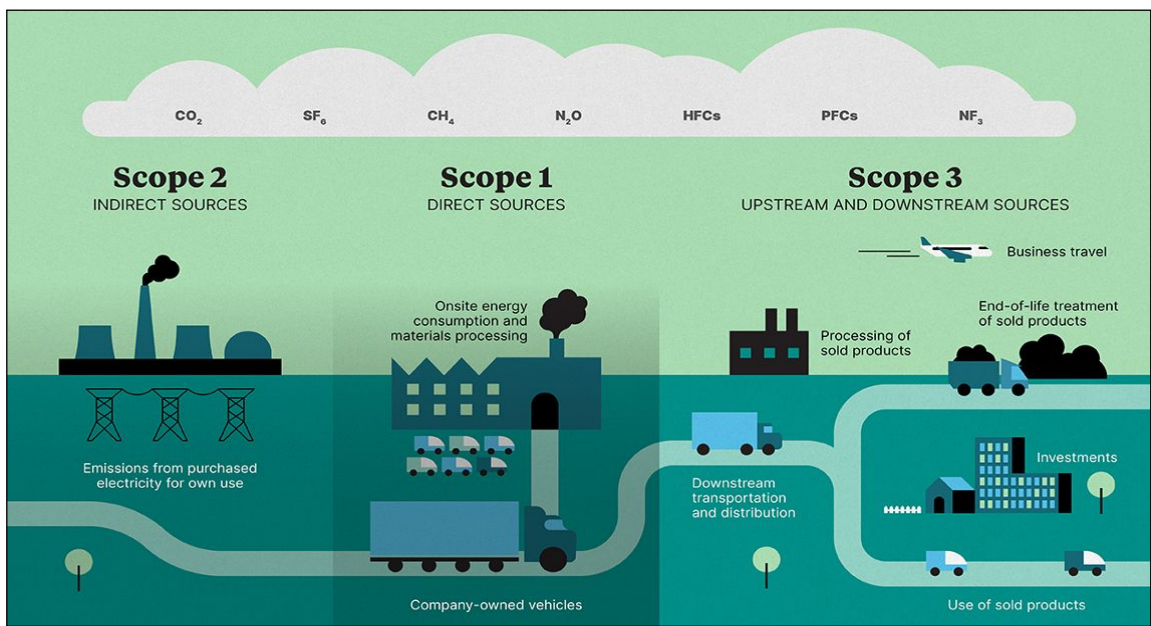 CO₂ SF₆ CH₄ N₂O HFCs PFCs NF₃
Scope 2
INDIRECT SOURCES
Emissions from purchased
electricity for own use
Scope 1
DIRECT SOURCES
Onsite energy
consumption and
materials processing
Company-owned vehicles
Scope 3
UPSTREAM AND DOWNSTREAM SOURCES
Business travel
Processing of
sold products
End-of-life treatment
of sold products
Downstream
transportation
and distribution
Investments
Use of sold products